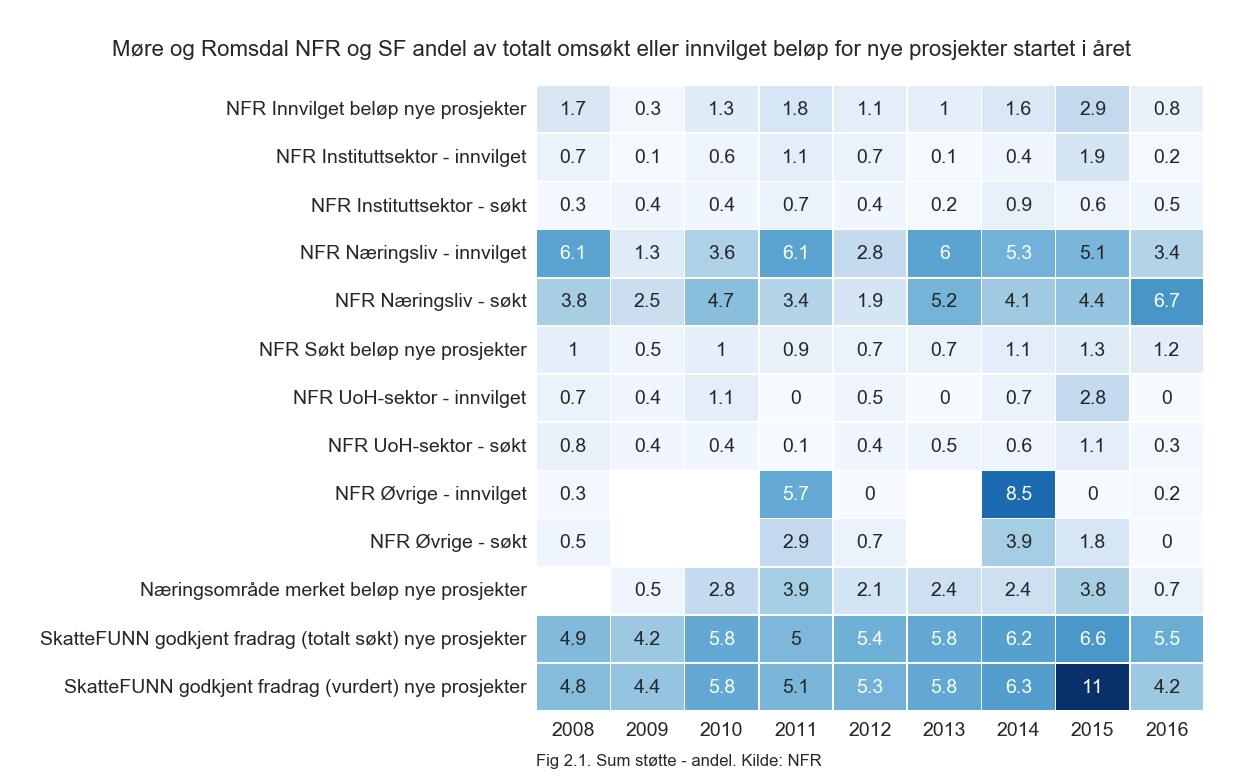 Møre og Romsdal NFR og SF andel av totalt omsøkt eller innvilget beløp for nye prosjekter startet i året
NFR Innvilget beløp nye prosjekter 1.7 0.3 1.3 1.8 1.1 1 1.6 2.9 0.8
NFR Instituttsektor - innvilget 0.7 0.1 0.6 1.1 0.7 0.1 0.4 1.9 0.2
NFR Instituttsektor - søkt 0.3 0.4 0.4 0.7 0.4 0.2 0.9 0.6 0.5
NFR Næringsliv - innvilget 6.1 1.3 3.6 6.1 2.8 6 5.3 5.1 3.4
NFR Næringsliv - søkt 3.8 2.5 4.7 3.4 1.9 5.2 4.1 4.4 6.7
NFR Søkt beløp nye prosjekter 1 0.5 1 0.9 0.7 0.7 1.1 1.3 1.2
NFR UoH-sektor - innvilget 0.7 0.4 1.1 0 0.5 0 0.7 2.8 0
NFR UoH-sektor - søkt 0.8 0.4 0.4 0.1 0.4 0.5 0.6 1.1 0.3
NFR Øvrige - innvilget 0.3 5.7 0 8.5 0 0.2
NFR Øvrige - søkt 0.5 2.9 0.7 3.9 1.8 0
Næringsområde merket beløp nye prosjekter 0.5 2.8 3.9 2.1 2.4 2.4 3.8 0.7
SkatteFUNN godkjent fradrag (totalt søkt) nye prosjekter 4.9 4.2 5.8 5 5.4 5.8 6.2 6.6 5.5
SkatteFUNN godkjent fradrag (vurdert) nye prosjekter 4.8 4.4 5.8 5.1 5.3 5.8 6.3 11 4.2
2008 2009 2010 2011 2012 2013 2014 2015 2016
Fig 2.1. Sum støtte - andel. Kilde: NFR